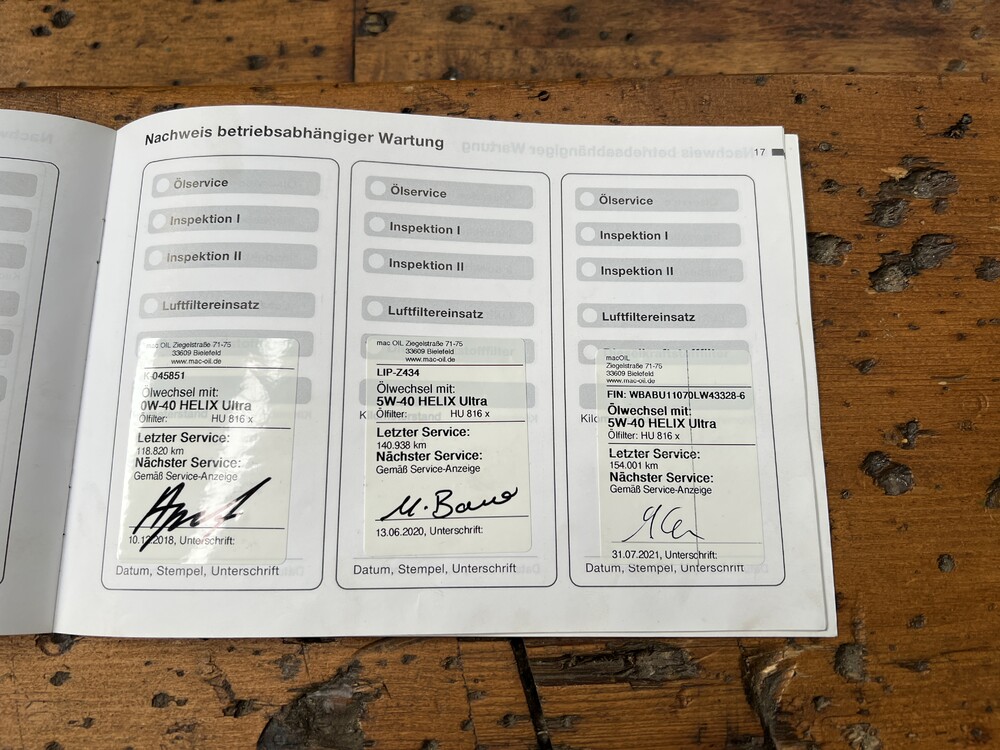 Nachweis betriebsabhängiger Wartung
17
Ölservice
Inspektion I
Inspektion II
Luftfiltereinsatz
mac OIL Ziegelstraße 71-75
33609 Bielefeld
www.mac-oil.de
K-045851
Ölwechsel mit:
0W-40 HELIX Ultra
Ölfilter: HU 816 x
Letzter Service:
118.820 km
Nächster Service:
Gemäß Service-Anzeige
10.12.2018, Unterschrift:
Datum, Stempel, Unterschrift
Ölservice
Inspektion I
Inspektion II
Luftfiltereinsatz
mac OIL Ziegelstraße 71-75
33609 Bielefeld
www.mac-oil.de
LIP-Z434
Ölwechsel mit:
5W-40 HELIX Ultra
Ölfilter: HU 816 x
Letzter Service:
140.938 km
Nächster Service:
Gemäß Service-Anzeige
13.06.2020, Unterschrift:
Datum, Stempel, Unterschrift
Ölservice
Inspektion I
Inspektion II
Luftfiltereinsatz
macOIL
Ziegelstraße 71-75
33609 Bielefeld
www.mac-oil.de
FIN: WBABU11070LW43328-6
Ölwechsel mit:
5W-40 HELIX Ultra
Ölfilter: HU 816 x
Letzter Service:
154.001 km
Nächster Service:
Gemäß Service-Anzeige
31.07.2021, Unterschrift:
Datum, Stempel, Unterschrift